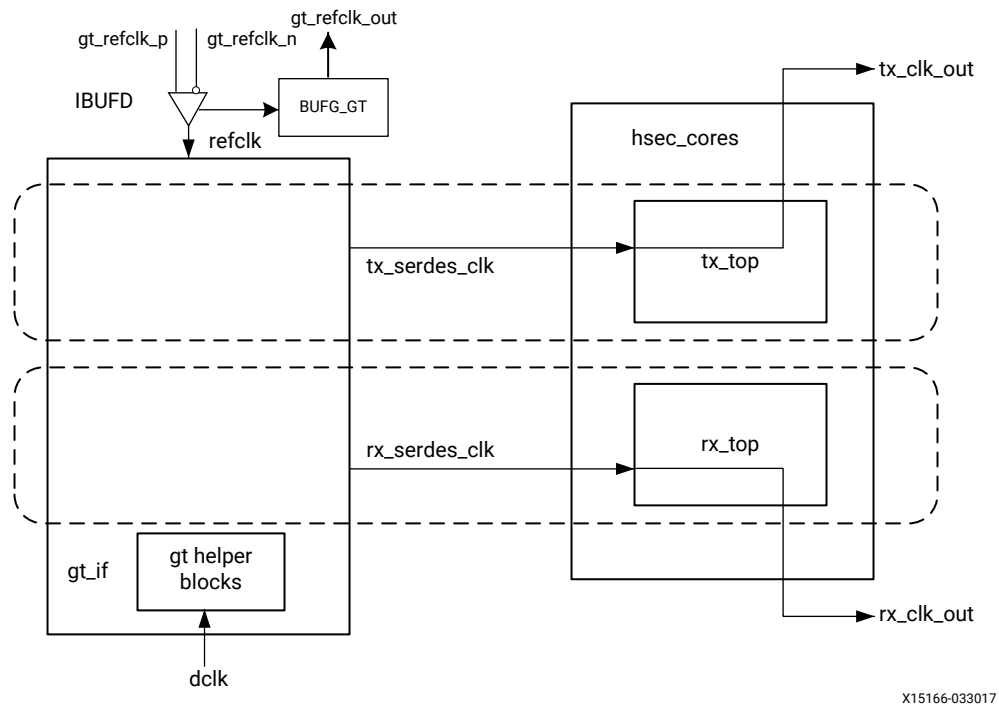 gt_refclk_out
gt_refclk_p
gt_refclk_n
IBUFD
BUFG_GT
refclk
tx_clk_out
hsec_cores
tx_serdes_clk
tx_top
rx_serdes_clk
rx_top
gt_if
gt helper
blocks
rx_clk_out
dclk
X15166-033017